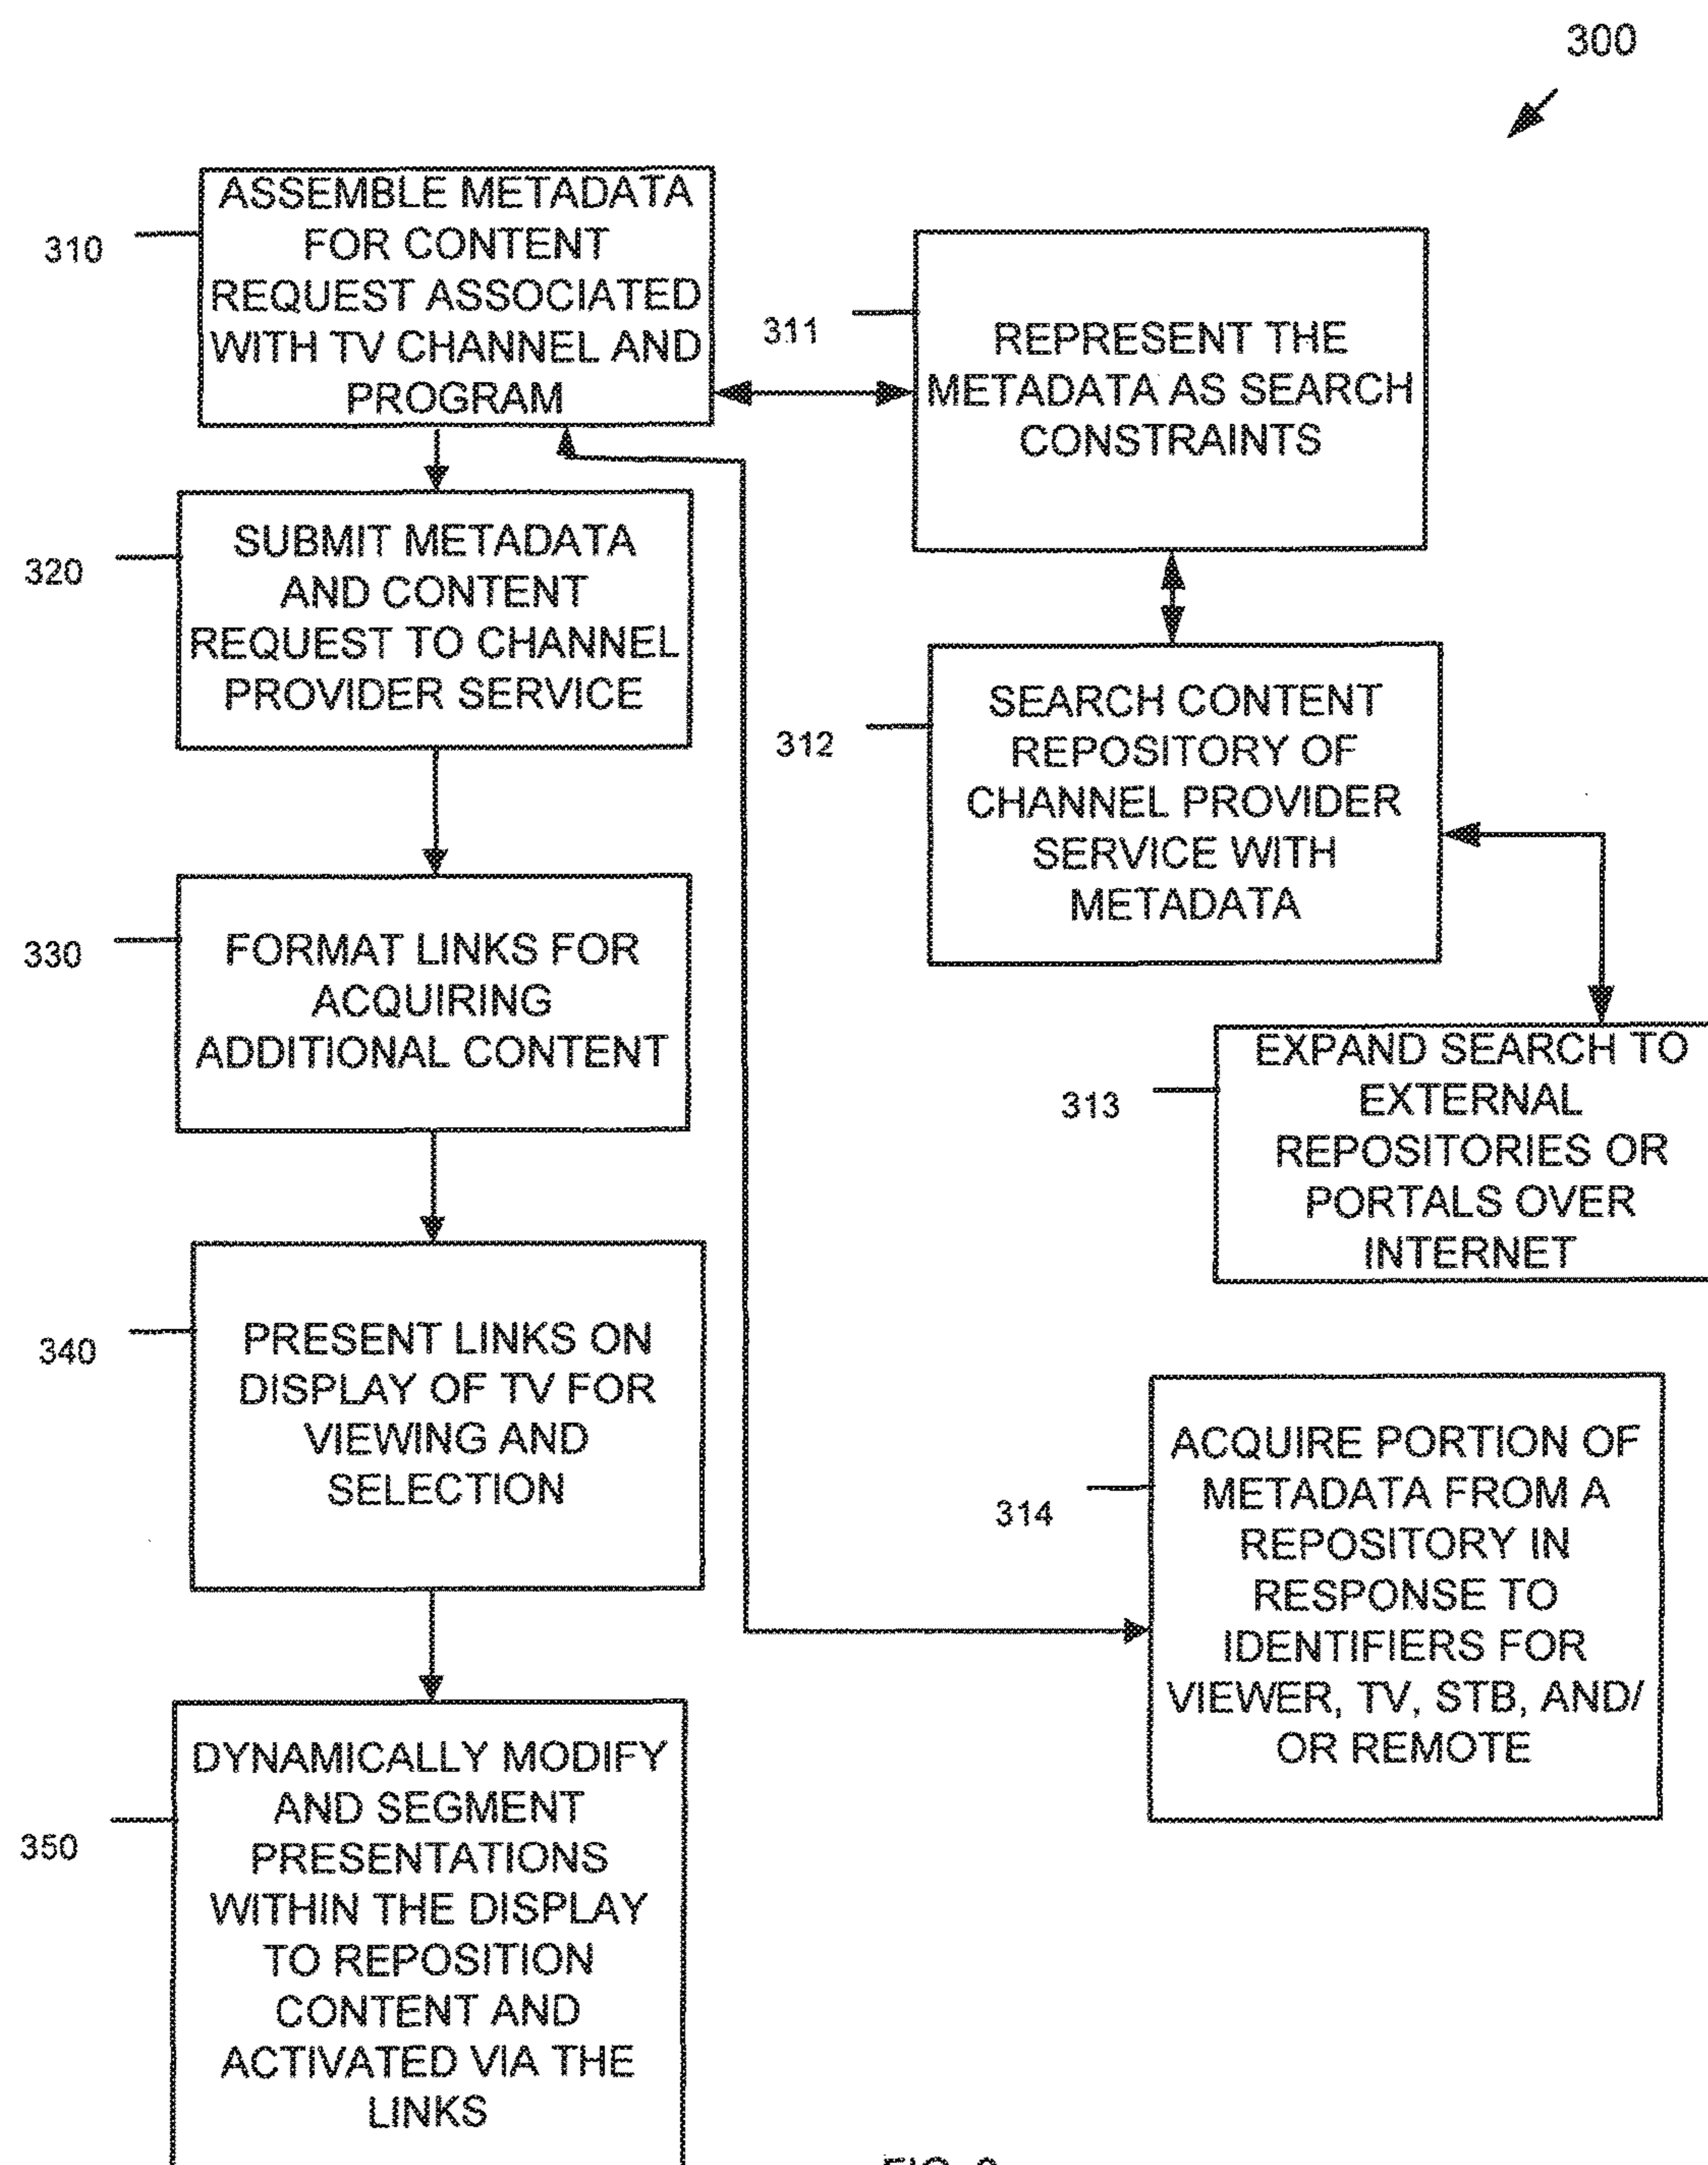 300
310
ASSEMBLE METADATA
FOR CONTENT
REQUEST ASSOCIATED
WITH TV CHANNEL AND
PROGRAM
311
REPRESENT THE
METADATA AS SEARCH
CONSTRAINTS
320
SUBMIT METADATA
AND CONTENT
REQUEST TO CHANNEL
PROVIDER SERVICE
312
SEARCH CONTENT
REPOSITORY OF
CHANNEL PROVIDER
SERVICE WITH
METADATA
330
FORMAT LINKS FOR
ACQUIRING
ADDITIONAL CONTENT
313
EXPAND SEARCH TO
EXTERNAL
REPOSITORIES OR
PORTALS OVER
INTERNET
340
PRESENT LINKS ON
DISPLAY OF TV FOR
VIEWING AND
SELECTION
314
ACQUIRE PORTION OF
METADATA FROM A
REPOSITORY IN
RESPONSE TO
IDENTIFIERS FOR
VIEWER, TV, STB, AND/
OR REMOTE
350
DYNAMICALLY MODIFY
AND SEGMENT
PRESENTATIONS
WITHIN THE DISPLAY
TO REPOSITION
CONTENT AND
ACTIVATED VIA THE
LINKS
FIG.